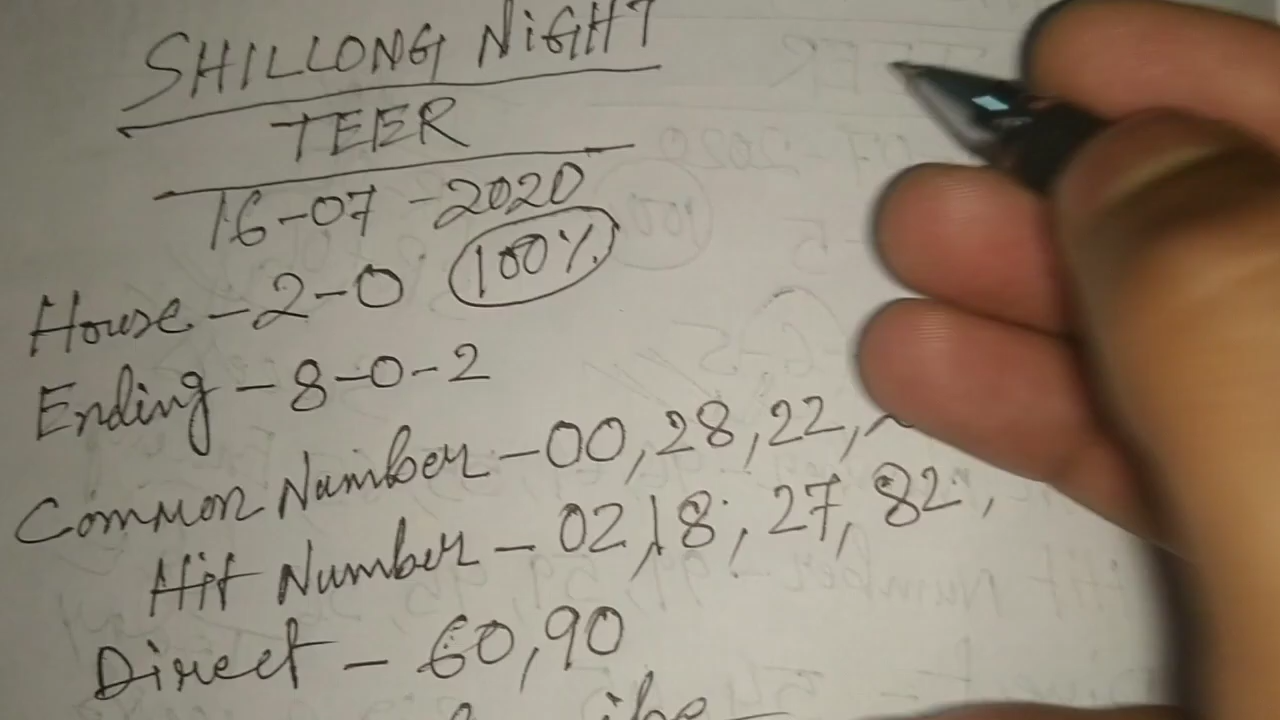 SHILLONG NiGHT
TEER
16-07-2020
House - 2-0 100%
Ending - 8-0-2
Common Number - 00, 28, 22,
Hit Number - 02, 18, 27, 82,
Direct - 60, 90